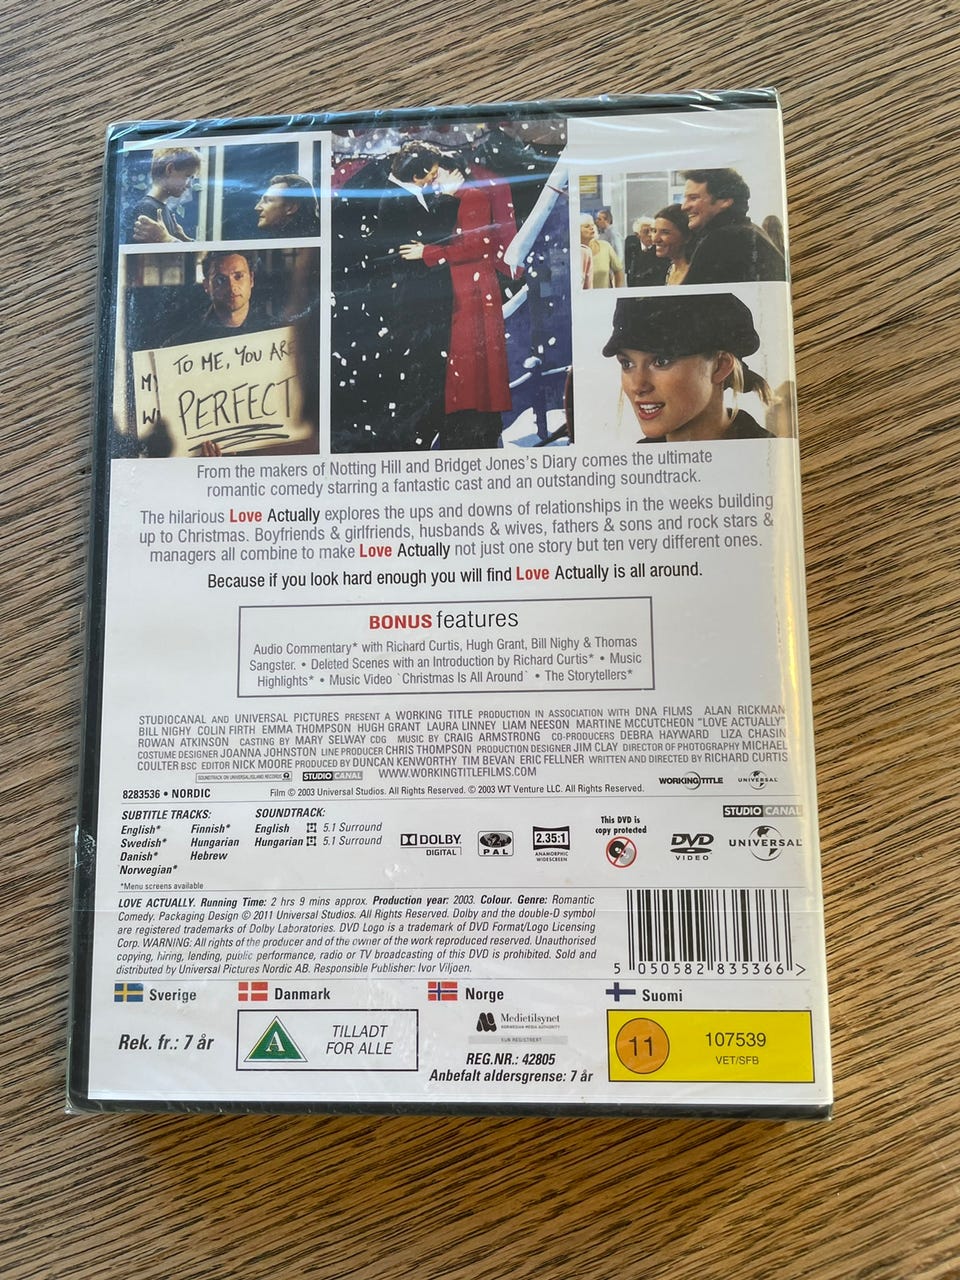 TO ME, YOU ARE
PERFECT
From the makers of Notting Hill and Bridget Jones's Diary comes the ultimate
romantic comedy starring a fantastic cast and an outstanding soundtrack.
The hilarious Love Actually explores the ups and downs of relationships in the weeks building
up to Christmas. Boyfriends & girlfriends, husbands & wives, fathers & sons and rock stars &
managers all combine to make Love Actually not just one story but ten very different ones.
Because if you look hard enough you will find Love Actually is all around.
BONUS features
Audio Commentary* with Richard Curtis, Hugh Grant, Bill Nighy & Thomas
Sangster. • Deleted Scenes with an Introduction by Richard Curtis* • Music
Highlights* • Music Video `Christmas Is All Around` • The Storytellers*
STUDIOCANAL AND UNIVERSAL PICTURES PRESENT A WORKING TITLE PRODUCTION IN ASSOCIATION WITH DNA FILMS ALAN RICKMAN
BILL NIGHY COLIN FIRTH EMMA THOMPSON HUGH GRANT LAURA LINNEY LIAM NEESON MARTINE MCCUTCHEON "LOVE ACTUALLY"
ROWAN ATKINSON CASTING BY MARY SELWAY CDG MUSIC BY CRAIG ARMSTRONG CO-PRODUCERS DEBRA HAYWARD LIZA CHASIN
COSTUME DESIGNER JOANNA JOHNSTON LINE PRODUCER CHRIS THOMPSON PRODUCTION DESIGNER JIM CLAY DIRECTOR OF PHOTOGRAPHY MICHAEL
COULTER BSC EDITOR NICK MOORE PRODUCED BY DUNCAN KENWORTHY TIM BEVAN ERIC FELLNER WRITTEN AND DIRECTED BY RICHARD CURTIS
SOUNDTRACK ON UNIVERSAL/ISLAND RECORDS STUDIO CANAL WWW.WORKINGTITLEFILMS.COM
WORKING TITLE UNIVERSAL
8283536 • NORDIC Film © 2003 Universal Studios. All Rights Reserved. © 2003 WT Venture LLC. All Rights Reserved.
STUDIO CANAL
SUBTITLE TRACKS:
English* Finnish*
Swedish* Hungarian
Danish* Hebrew
Norwegian*
*Menu screens available
SOUNDTRACK:
English 5.1 Surround
Hungarian 5.1 Surround
DOLBY
DIGITAL
2
PAL
2.35:1
ANAMORPHIC
WIDESCREEN
This DVD is
copy protected
DVD
VIDEO
UNIVERSAL
LOVE ACTUALLY. Running Time: 2 hrs 9 mins approx. Production year: 2003. Colour. Genre: Romantic
Comedy. Packaging Design © 2011 Universal Studios. All Rights Reserved. Dolby and the double-D symbol
are registered trademarks of Dolby Laboratories. DVD Logo is a trademark of DVD Format/Logo Licensing
Corp. WARNING: All rights of the producer and of the owner of the work reproduced reserved. Unauthorised
copying, hiring, lending, public performance, radio or TV broadcasting of this DVD is prohibited. Sold and
distributed by Universal Pictures Nordic AB. Responsible Publisher: Ivor Viljoen.
5 050582 835366 >
Sverige
Rek. fr.: 7 år
Danmark
A
TILLADT
FOR ALLE
Norge
Medietilsynet
NORWEGIAN MEDIA AUTHORITY
KUN REGISTRERT
REG.NR.: 42805
Anbefalt aldersgrense: 7 år
Suomi
11
107539
VET/SFB